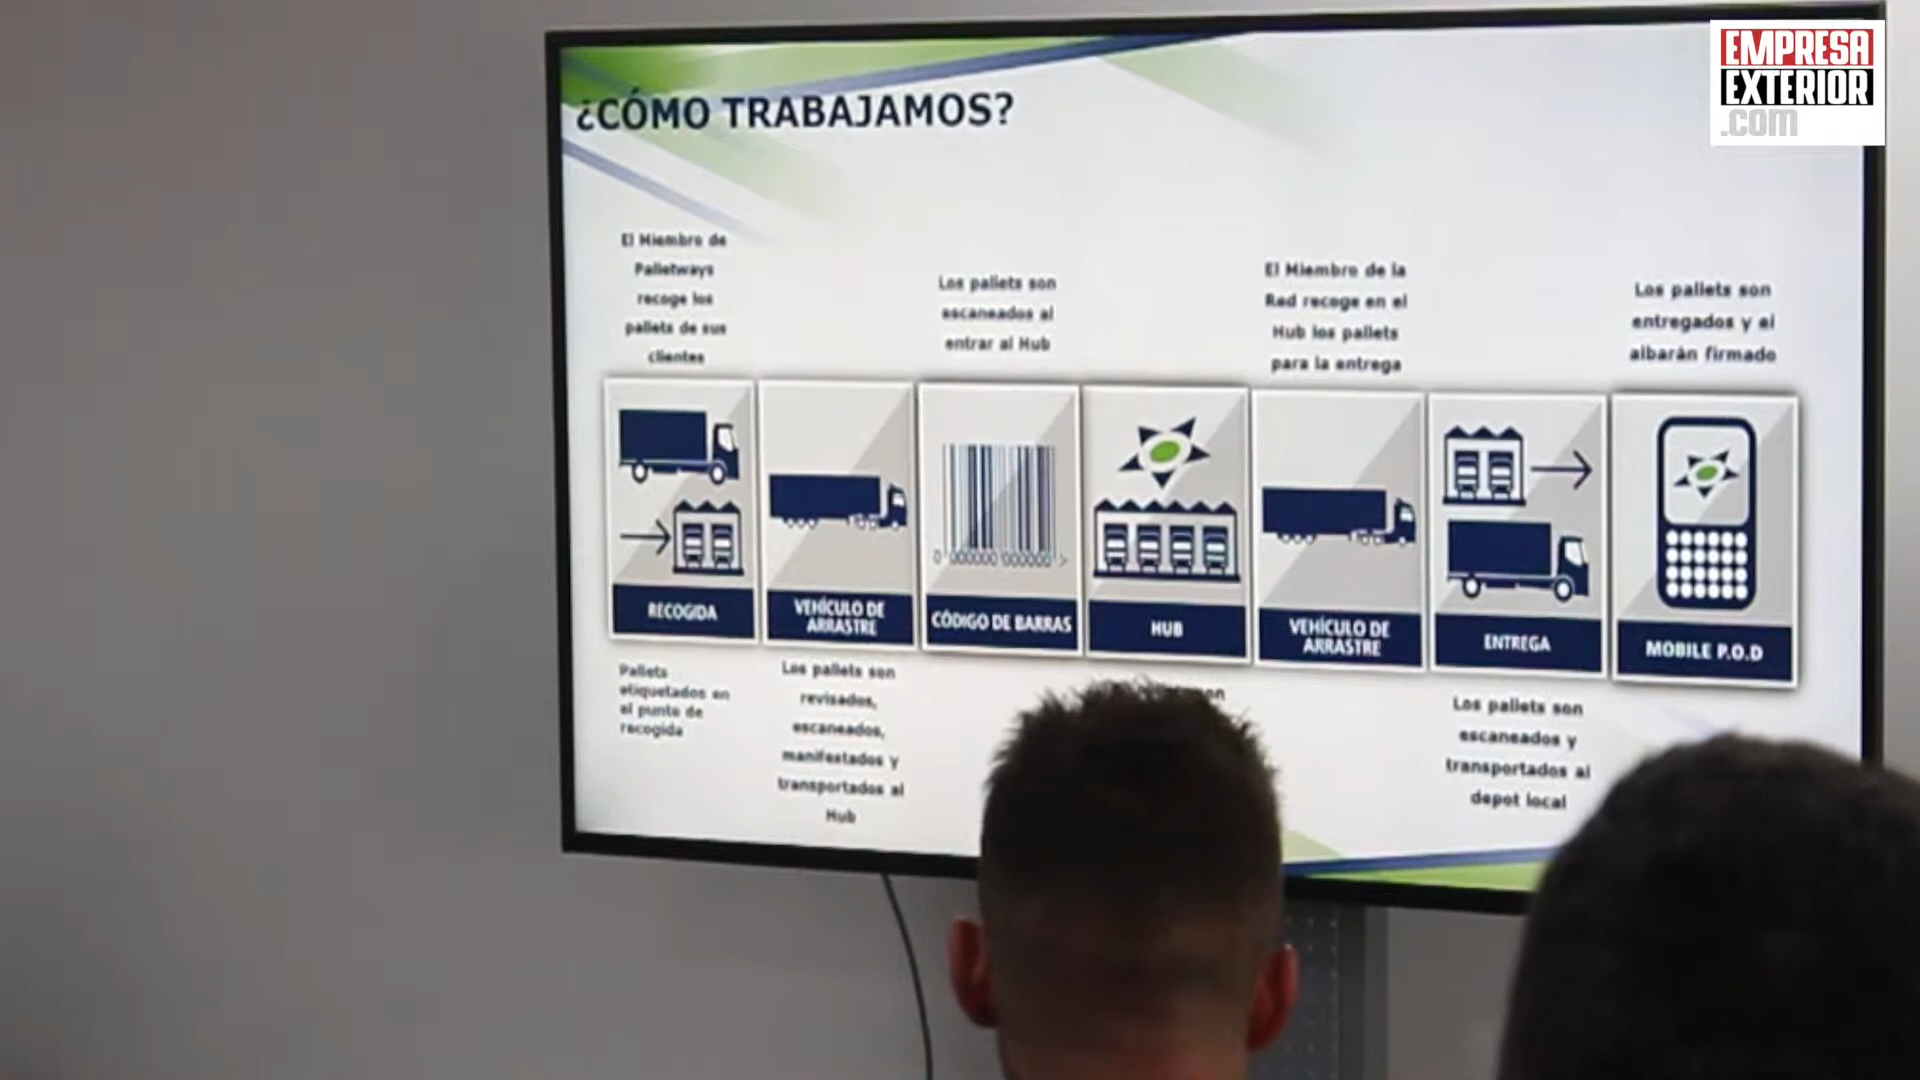 EMPRESA
EXTERIOR
.com
¿CÓMO TRABAJAMOS?
El Miembro de
Palletways
recoge los
pallets de sus
clientes
Los pallets son
escaneados al
entrar al Hub
El Miembro de la
Red recoge en el
Hub los pallets
para la entrega
Los pallets son
entregados y el
albarán firmado
0 000000 000000 >
RECOGIDA
VEHÍCULO DE
ARRASTRE
CÓDIGO DE BARRAS
HUB
VEHÍCULO DE
ARRASTRE
ENTREGA
MOBILE P.O.D
Pallets
etiquetados en
el punto de
recogida
Los pallets son
revisados,
escaneados,
manifestados y
transportados al
Hub
Los pallets son
escaneados y
transportados al
depot local